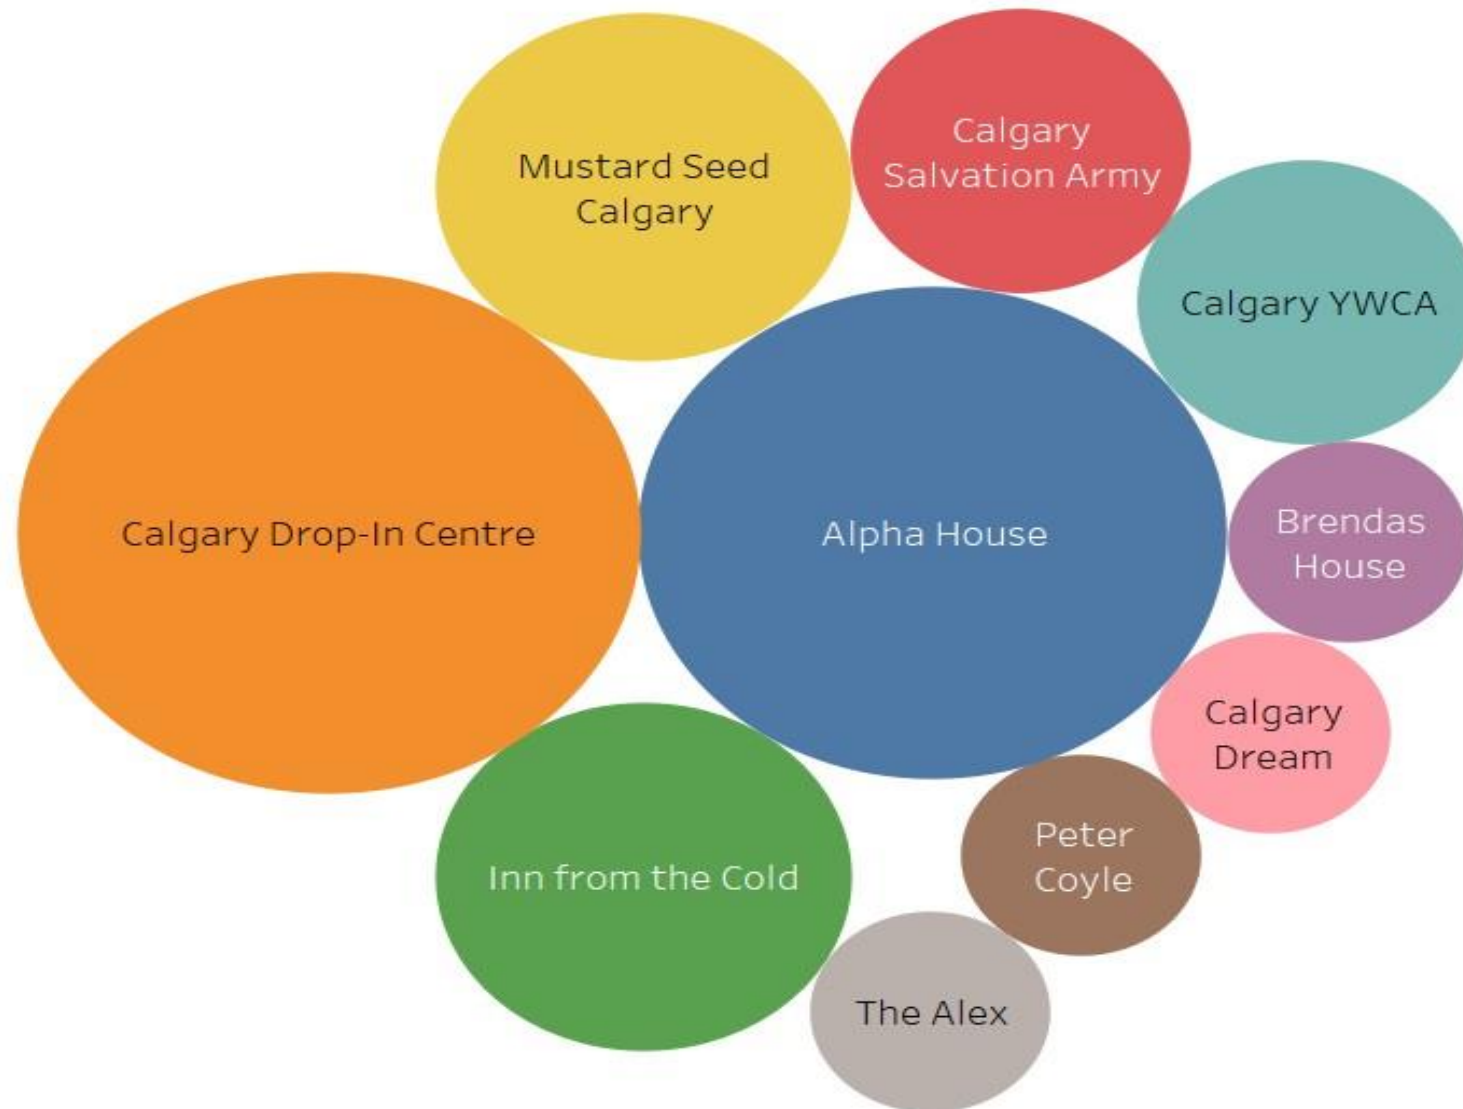 Mustard Seed
Calgary
Calgary
Salvation Army
Calgary YWCA
Calgary Drop-In Centre
Alpha House
Brendas
House
Calgary
Dream
Peter
Coyle
Inn from the Cold
The Alex